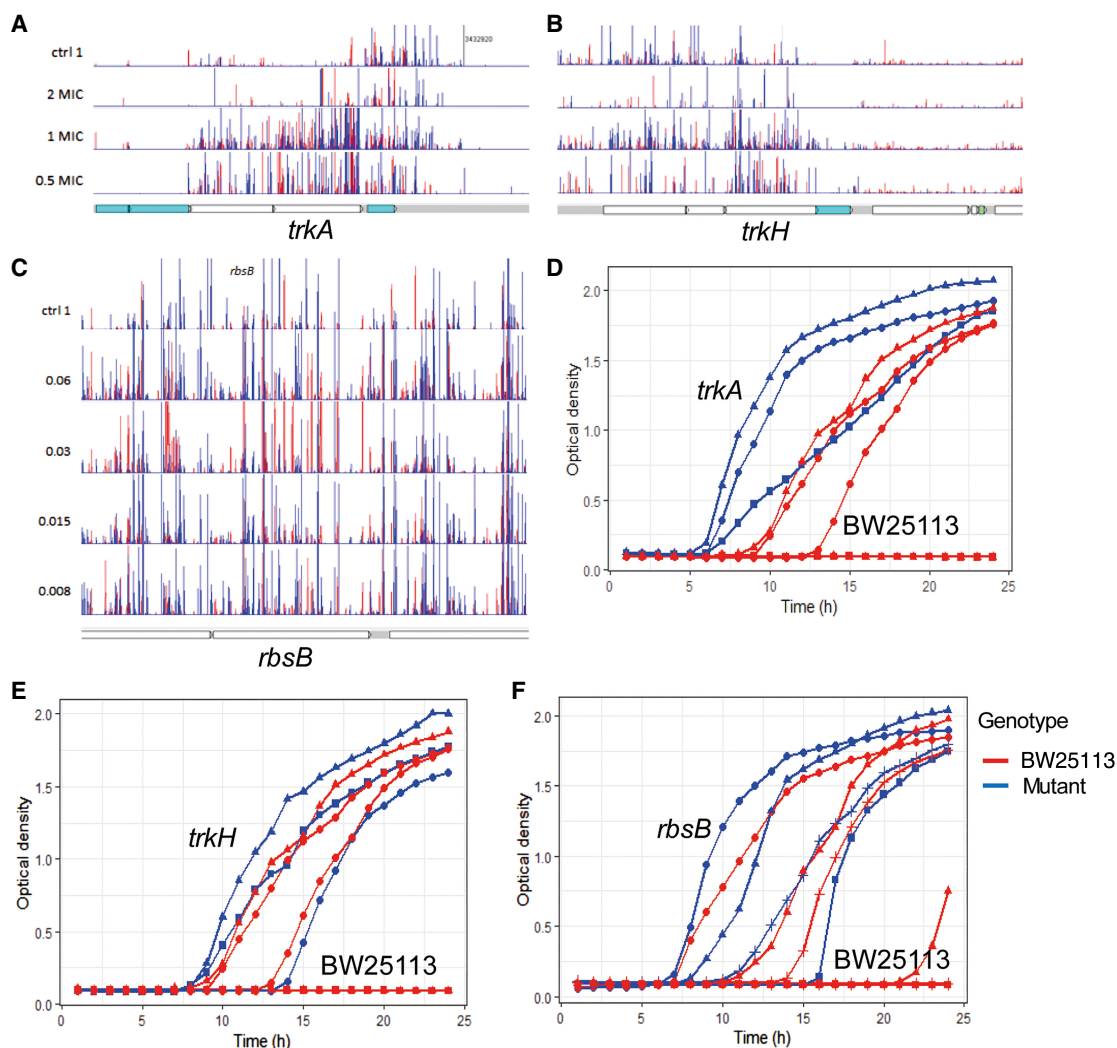 A
ctrl 1
3432920
2 MIC
1 MIC
0.5 MIC
trkA
B
trkH
C
rbsB
ctrl 1
0.06
0.03
0.015
0.008
rbsB
D
Optical density
2.0
1.5
1.0
0.5
0.0
trkA
BW25113
0 5 10 15 20 25
Time (h)
E
Optical density
2.0
1.5
1.0
0.5
0.0
trkH
BW25113
0 5 10 15 20 25
Time (h)
F
Optical density
2.0
1.5
1.0
0.5
0.0
rbsB
BW25113
0 5 10 15 20 25
Time (h)
Genotype
BW25113
Mutant